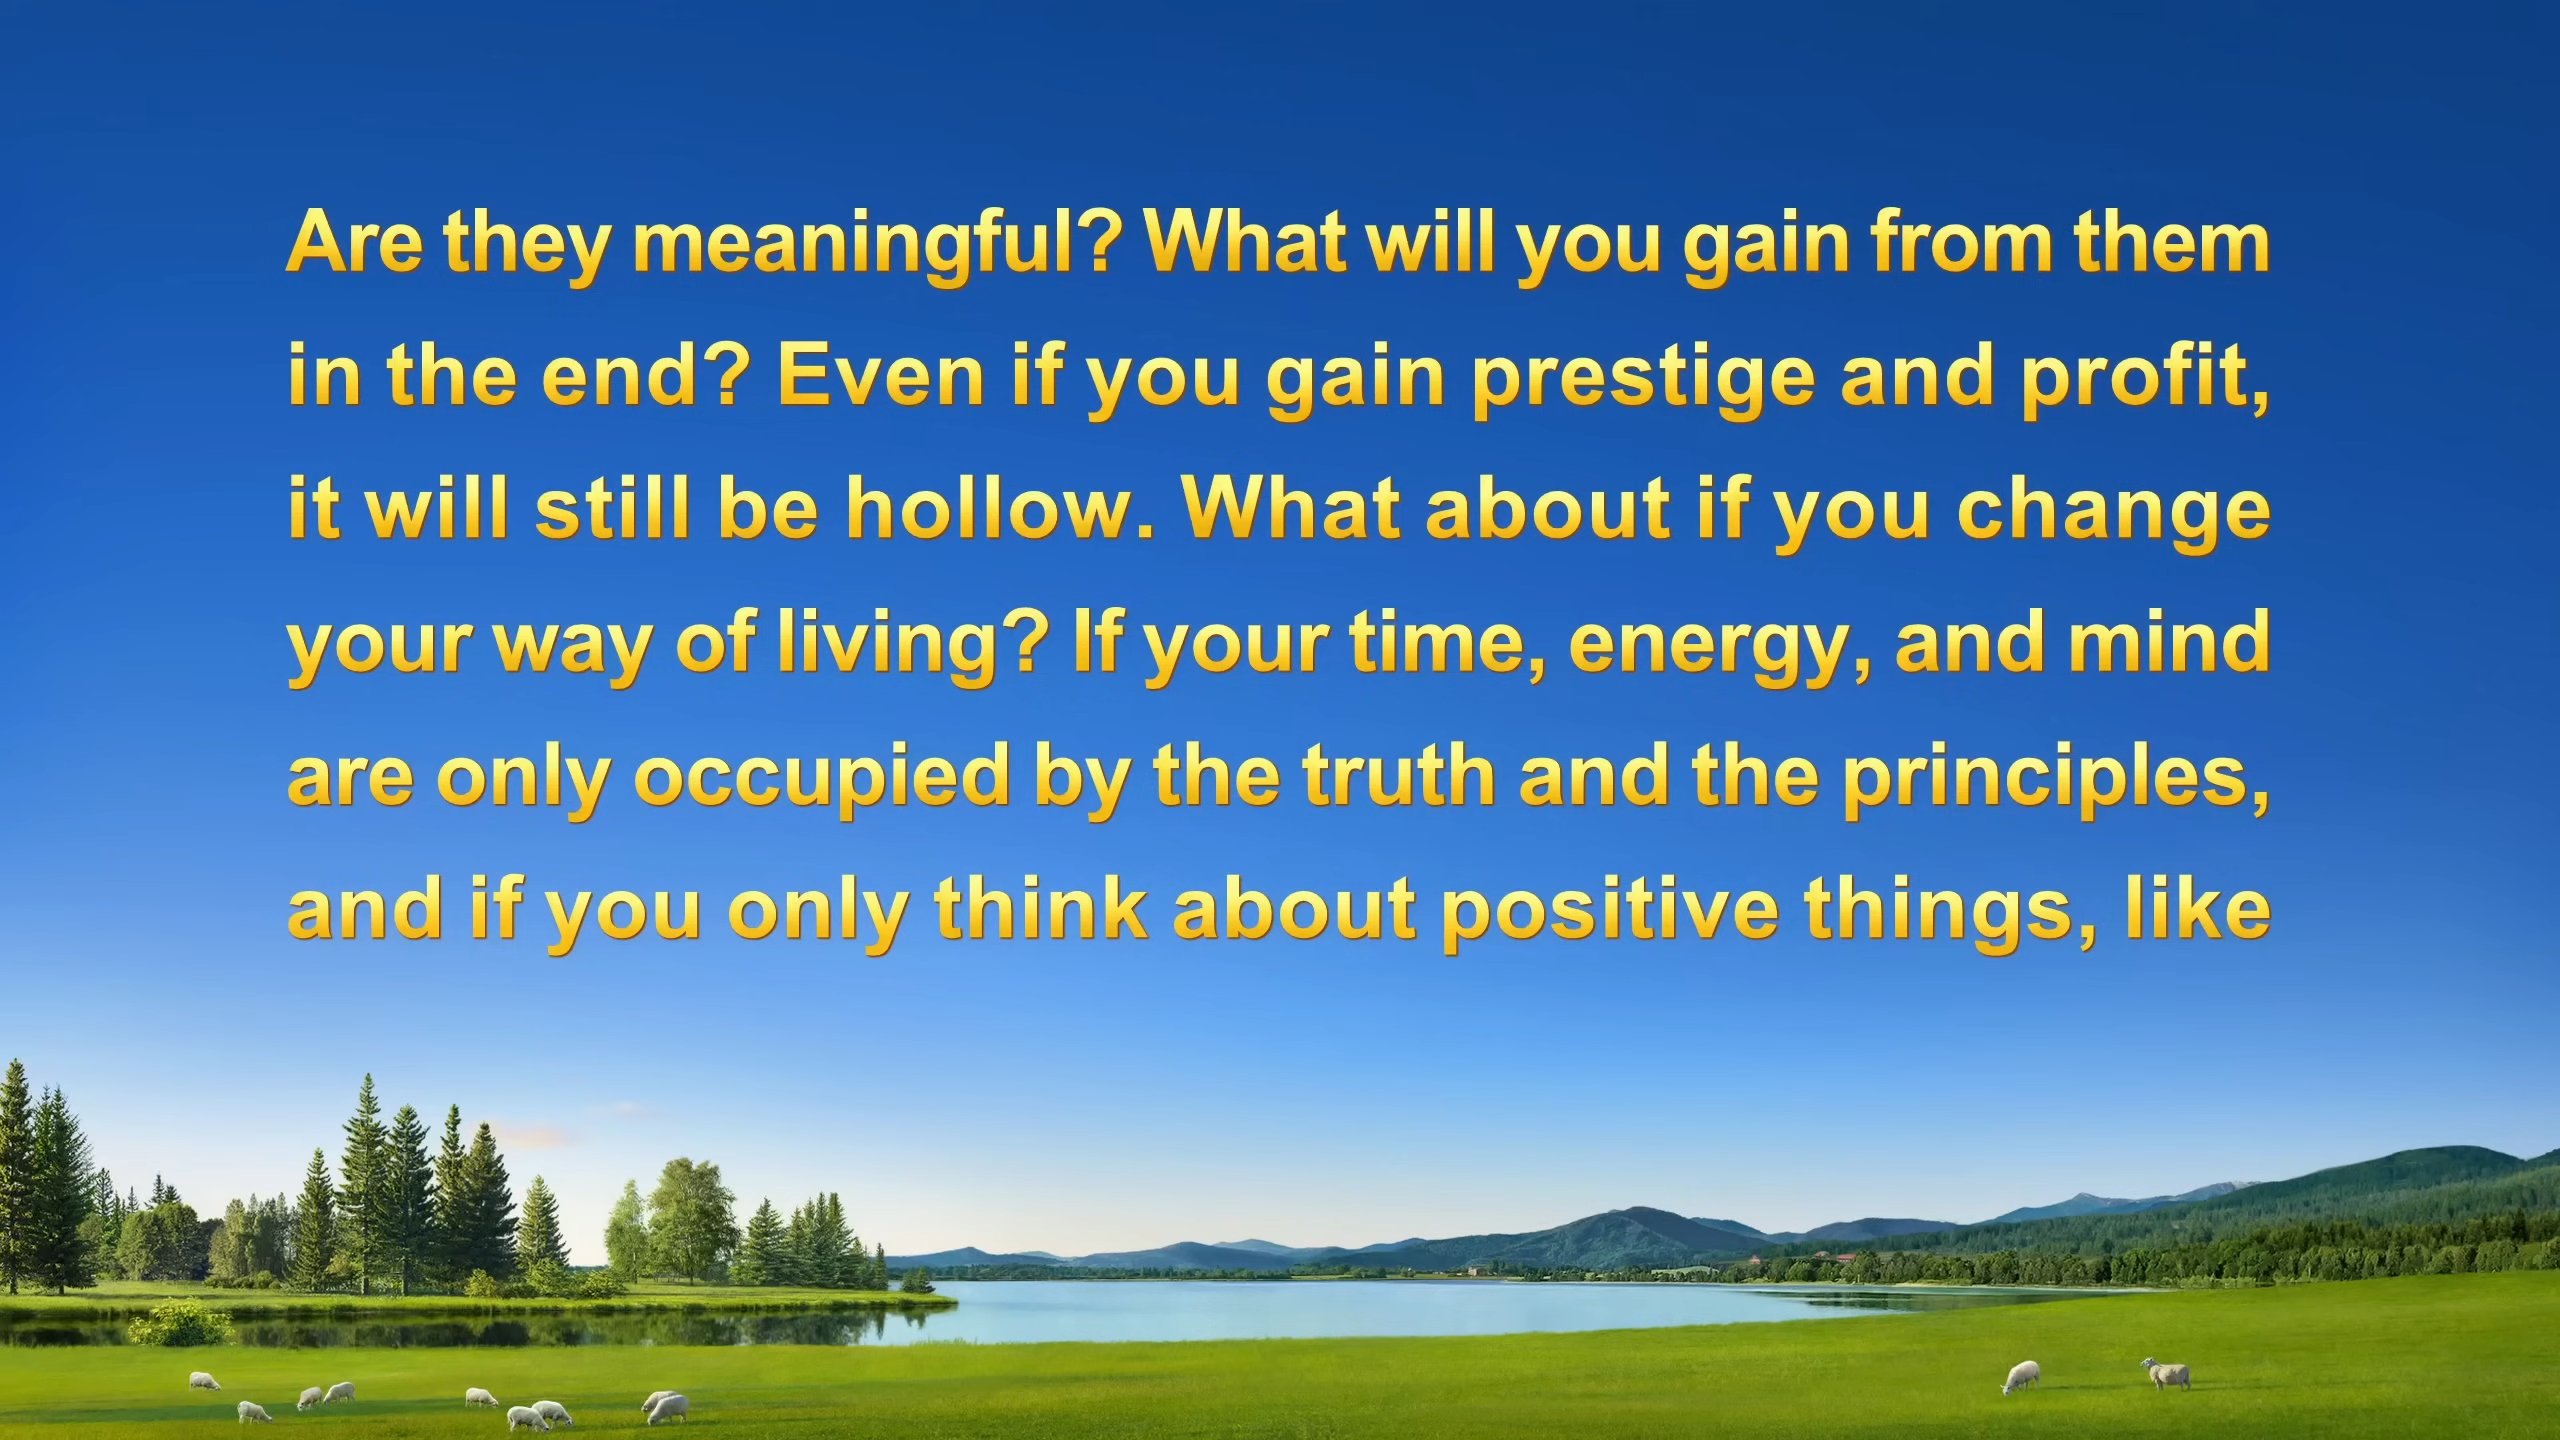 Are they meaningful? What will you gain from them
in the end? Even if you gain prestige and profit,
it will still be hollow. What about if you change
your way of living? If your time, energy, and mind
are only occupied by the truth and the principles,
and if you only think about positive things, like